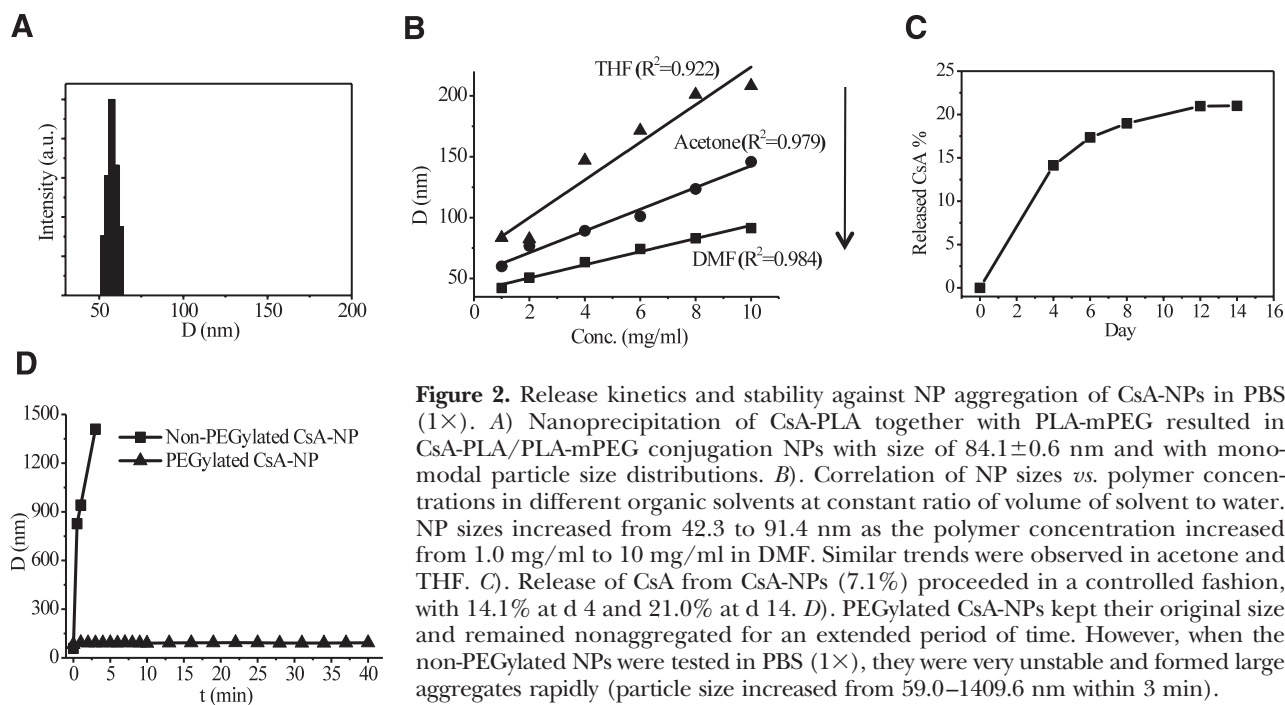 A
Intensity (a.u.)
50 100 150 200
D (nm)
B
THF (R²=0.922)
Acetone(R²=0.979)
DMF(R²=0.984)
200
150
100
50
D (nm)
0 2 4 6 8 10
Conc. (mg/ml)
C
25
20
15
10
5
0
Released CsA %
0 2 4 6 8 10 12 14 16
Day
D
1500
1200
900
600
300
0
D (nm)
Non-PEGylated CsA-NP
PEGylated CsA-NP
0 5 10 15 20 25 30 35 40
t (min)
Figure 2. Release kinetics and stability against NP aggregation of CsA-NPs in PBS
(1×). A) Nanoprecipitation of CsA-PLA together with PLA-mPEG resulted in
CsA-PLA/PLA-mPEG conjugation NPs with size of 84.1±0.6 nm and with mono-
modal particle size distributions. B). Correlation of NP sizes vs. polymer concen-
trations in different organic solvents at constant ratio of volume of solvent to water.
NP sizes increased from 42.3 to 91.4 nm as the polymer concentration increased
from 1.0 mg/ml to 10 mg/ml in DMF. Similar trends were observed in acetone and
THF. C). Release of CsA from CsA-NPs (7.1%) proceeded in a controlled fashion,
with 14.1% at d 4 and 21.0% at d 14. D). PEGylated CsA-NPs kept their original size
and remained nonaggregated for an extended period of time. However, when the
non-PEGylated NPs were tested in PBS (1×), they were very unstable and formed large
aggregates rapidly (particle size increased from 59.0–1409.6 nm within 3 min).